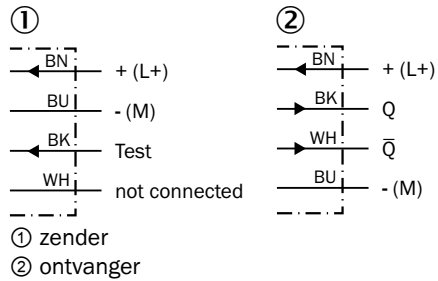 ①
BN + (L+)
BU - (M)
BK Test
WH not connected
②
BN + (L+)
BK Q
WH Q̅
BU - (M)
① zender
② ontvanger